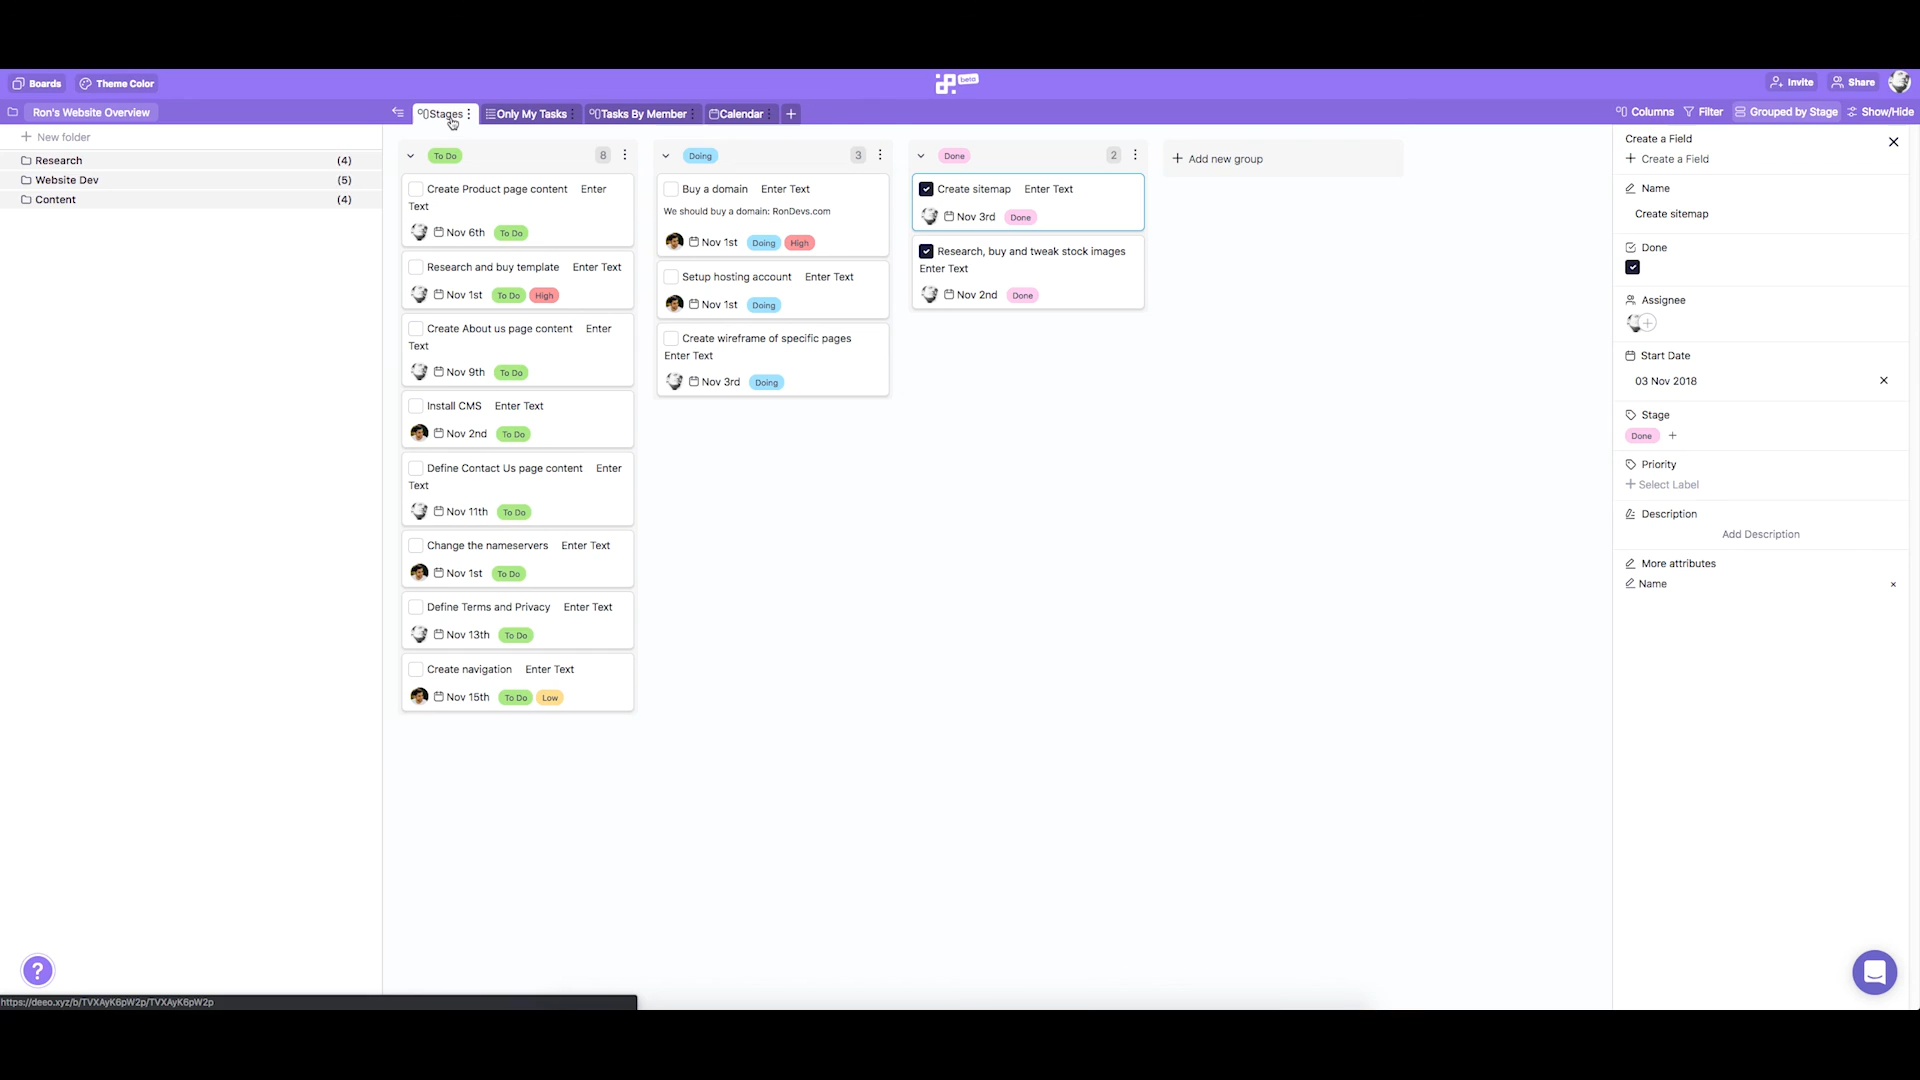 Boards
Theme Color
beta
Invite
Share
Ron's Website Overview
Stages
Only My Tasks
Tasks By Member
Calendar
Columns
Filter
Grouped by Stage
Show/Hide
New folder
Research (4)
Website Dev (5)
Content (4)
To Do 8
Create Product page content Enter
Text
Nov 6th To Do
Research and buy template Enter Text
Nov 1st To Do High
Create About us page content Enter
Text
Nov 9th To Do
Install CMS Enter Text
Nov 2nd To Do
Define Contact Us page content Enter
Text
Nov 11th To Do
Change the nameservers Enter Text
Nov 1st To Do
Define Terms and Privacy Enter Text
Nov 13th To Do
Create navigation Enter Text
Nov 15th To Do Low
Doing 3
Buy a domain Enter Text
We should buy a domain: RonDevs.com
Nov 1st Doing High
Setup hosting account Enter Text
Nov 1st Doing
Create wireframe of specific pages
Enter Text
Nov 3rd Doing
Done 2
Create sitemap Enter Text
Nov 3rd Done
Research, buy and tweak stock images
Enter Text
Nov 2nd Done
+ Add new group
Create a Field
+ Create a Field
Name
Create sitemap
Done
Assignee
Start Date
03 Nov 2018
Stage
Done +
Priority
+ Select Label
Description
Add Description
More attributes
Name
?
https://deeo.xyz/b/TVXAyK6pW2p/TVXAyK6pW2p